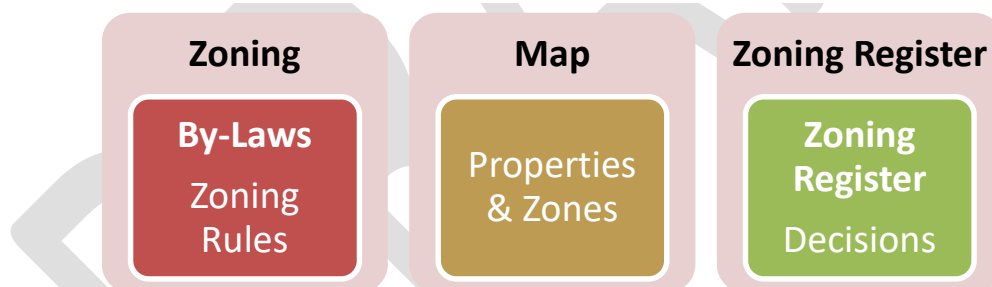 Zoning
By-Laws
Zoning
Rules
Map
Properties
& Zones
Zoning Register
Zoning
Register
Decisions